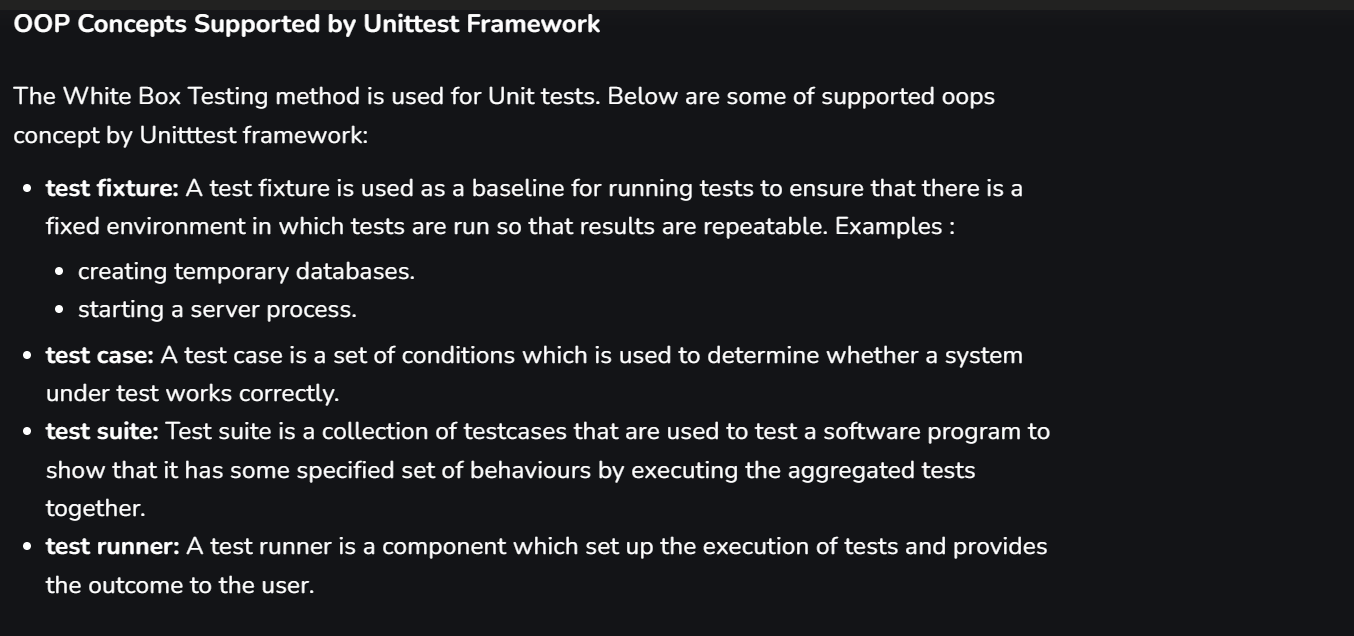 OOP Concepts Supported by Unittest Framework
The White Box Testing method is used for Unit tests. Below are some of supported oops
concept by Unitttest framework:
• test fixture: A test fixture is used as a baseline for running tests to ensure that there is a
fixed environment in which tests are run so that results are repeatable. Examples :
• creating temporary databases.
• starting a server process.
• test case: A test case is a set of conditions which is used to determine whether a system
under test works correctly.
• test suite: Test suite is a collection of testcases that are used to test a software program to
show that it has some specified set of behaviours by executing the aggregated tests
together.
• test runner: A test runner is a component which set up the execution of tests and provides
the outcome to the user.